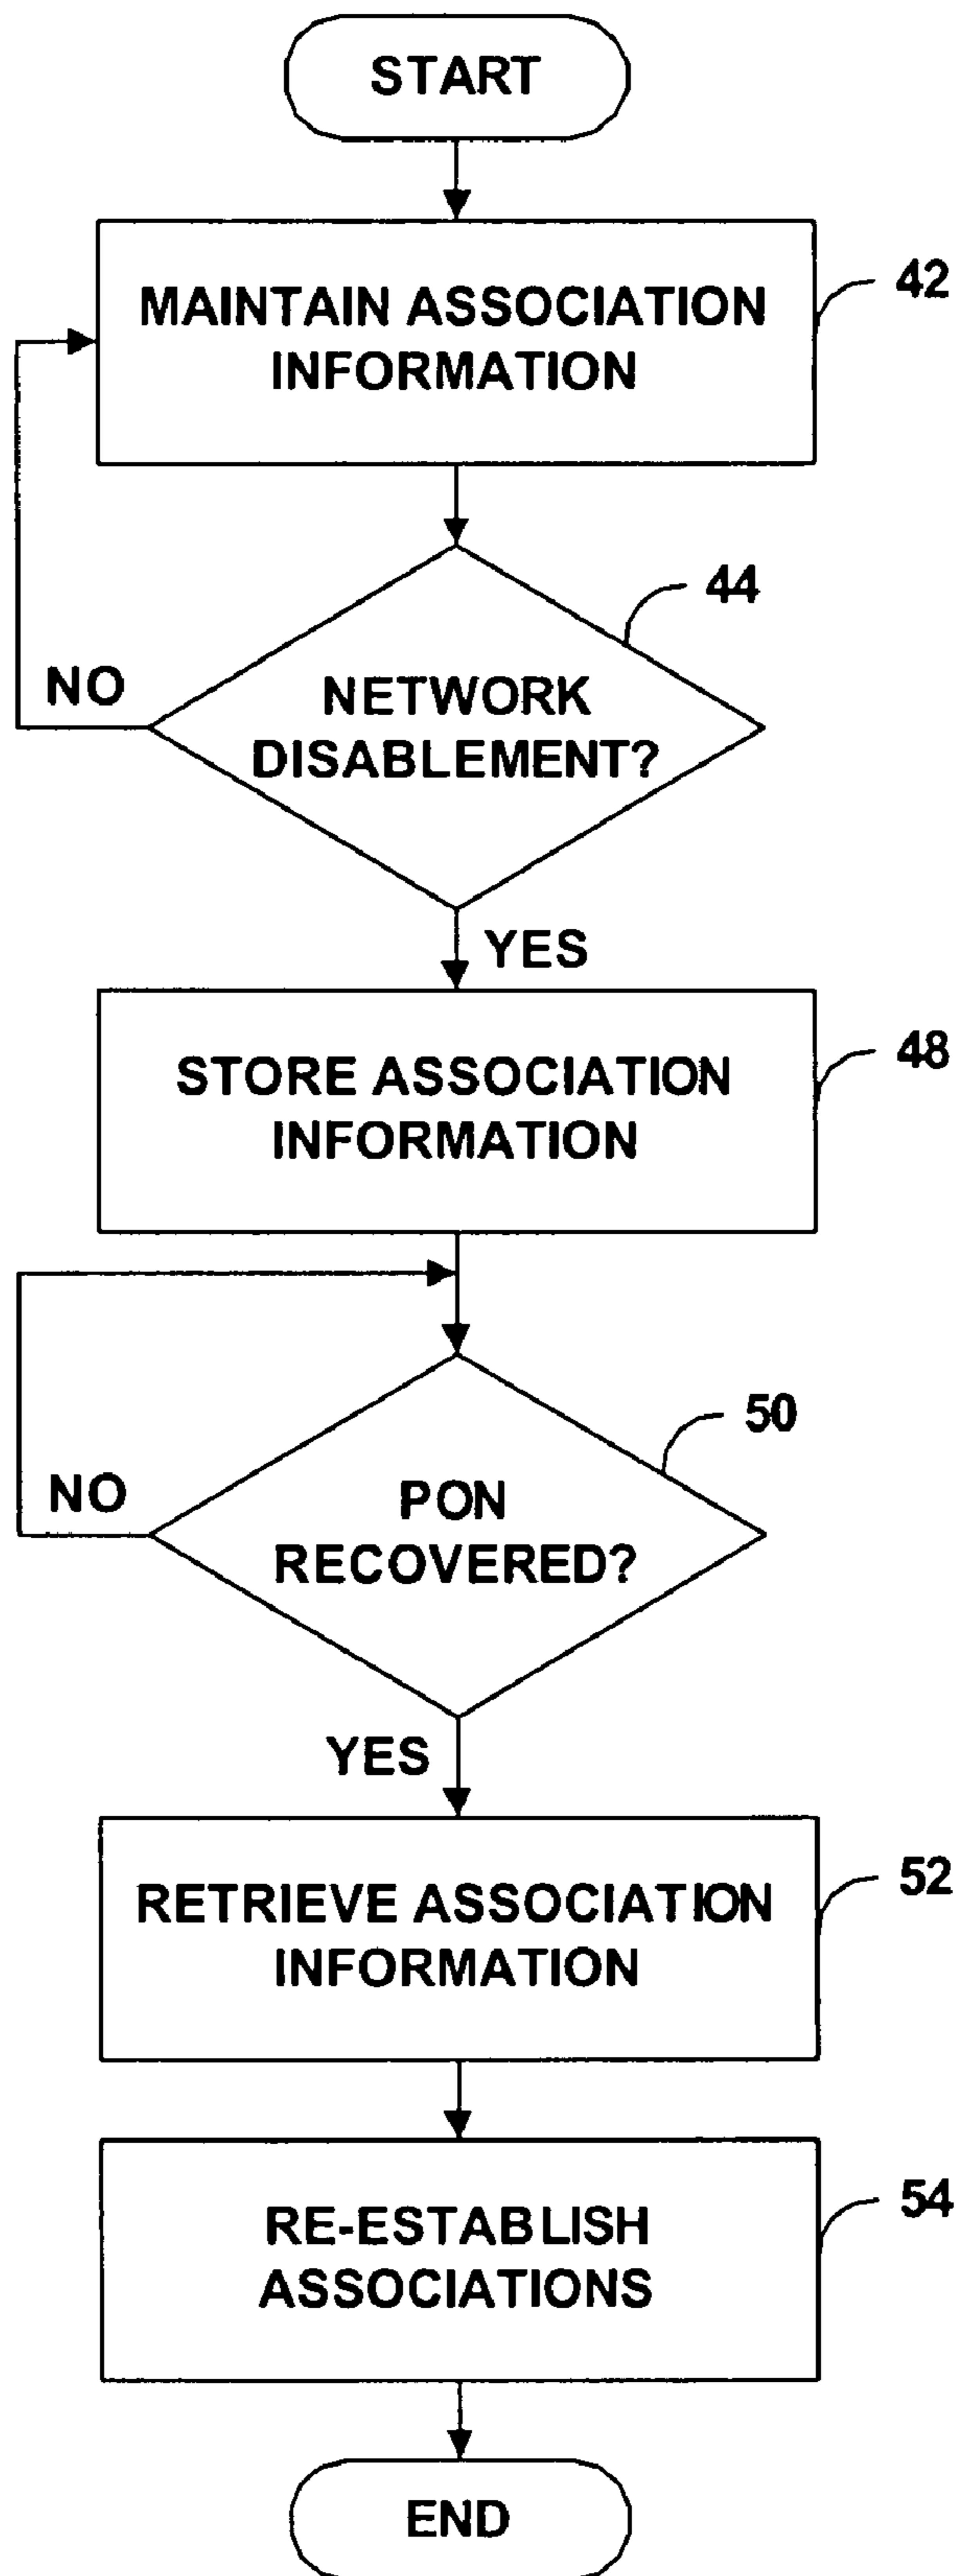 START
MAINTAIN ASSOCIATION
INFORMATION
42
44
NO
NETWORK
DISABLEMENT?
YES
STORE ASSOCIATION
INFORMATION
48
50
NO
PON
RECOVERED?
YES
RETRIEVE ASSOCIATION
INFORMATION
52
RE-ESTABLISH
ASSOCIATIONS
54
END